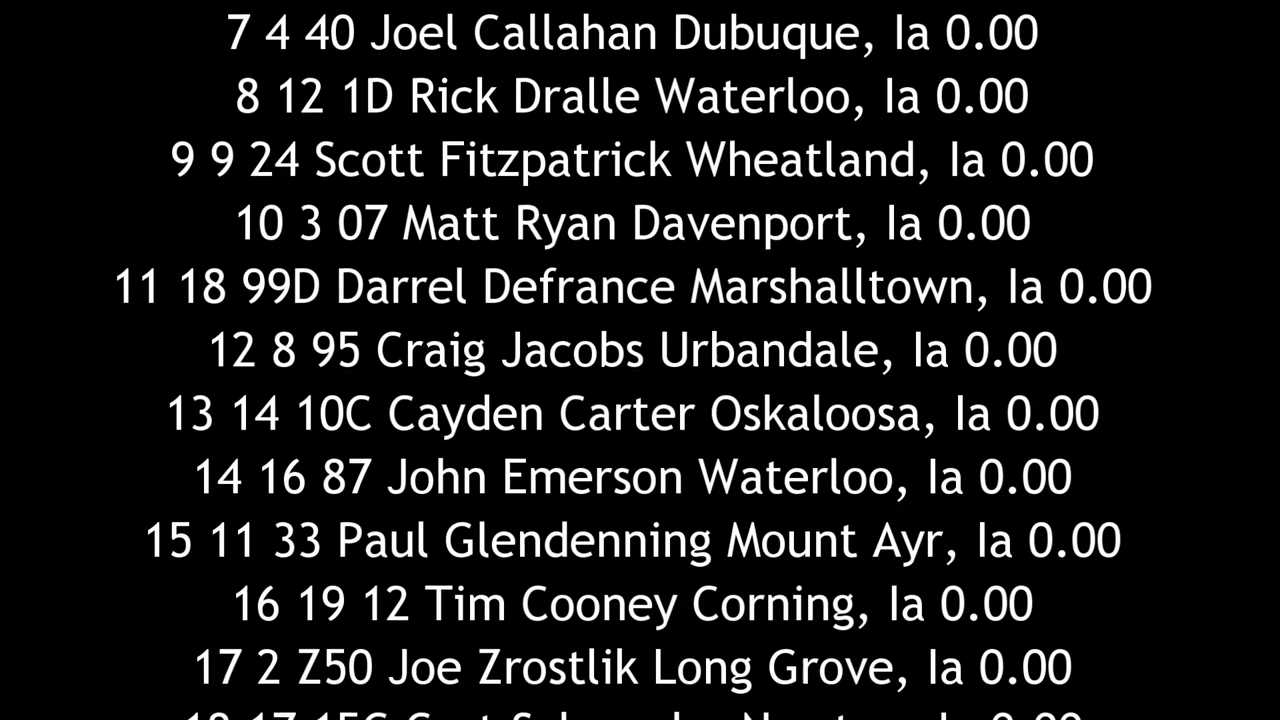 7 4 40 Joel Callahan Dubuque, Ia 0.00
8 12 1D Rick Dralle Waterloo, Ia 0.00
9 9 24 Scott Fitzpatrick Wheatland, Ia 0.00
10 3 07 Matt Ryan Davenport, Ia 0.00
11 18 99D Darrel Defrance Marshalltown, Ia 0.00
12 8 95 Craig Jacobs Urbandale, Ia 0.00
13 14 10C Cayden Carter Oskaloosa, Ia 0.00
14 16 87 John Emerson Waterloo, Ia 0.00
15 11 33 Paul Glendenning Mount Ayr, Ia 0.00
16 19 12 Tim Cooney Corning, Ia 0.00
17 2 Z50 Joe Zrostlik Long Grove, Ia 0.00